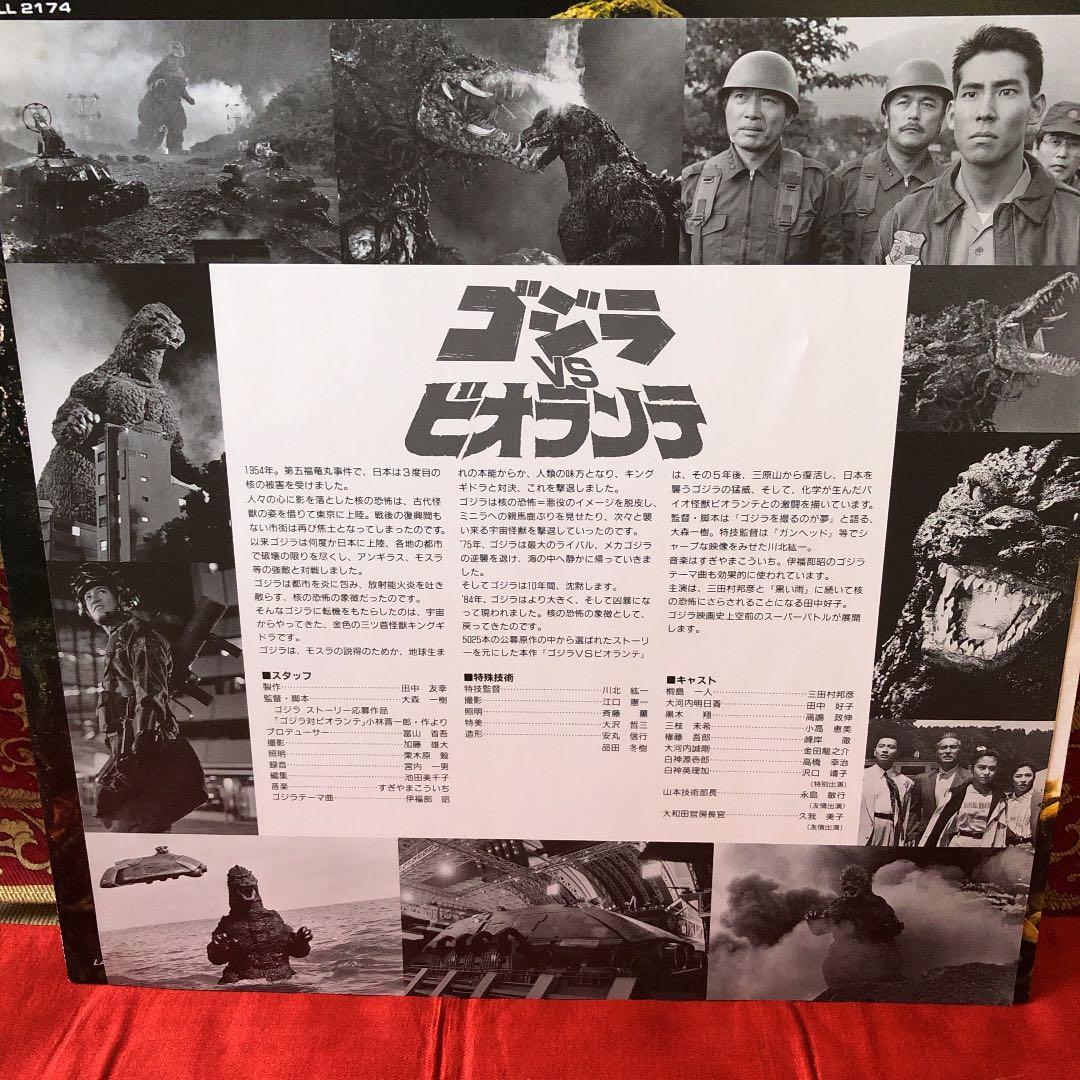 LL 2174
ゴジラ
VS
ビオランテ
1954年。第五福竜丸事件で、日本は３度目の
核の被害を受けました。
人々の心に影を落とした核の恐怖は、古代怪
獣の姿を借りて東京に上陸。戦後の復興間も
ない市街は再び焦土となってしまったのです。
以来ゴジラは何度か日本に上陸、各地の都市
で破壊の限りを尽くし、アンギラス、モスラ
等の強敵と対戦しました。
ゴジラは都市を炎に包み、放射能火炎を吐き
散らす、核の恐怖の象徴だったのです。
そんなゴジラに転機をもたらしたのは、宇宙
からやってきた、金色の三ツ首怪獣キングギ
ドラです。
ゴジラは、モスラの説得のためか、地球生ま
れの本能からか、人類の味方となり、キング
ギドラと対決、これを撃退しました。
ゴジラは核の恐怖＝悪役のイメージを脱皮し、
ミニラへの親馬鹿ぶりを見せたり、次々と襲
い来る宇宙怪獣を撃退していったのです。
'75年、ゴジラは最大のライバル、メカゴジラ
の逆襲を退け、海の中へ静かに帰っていきま
した。
そしてゴジラは10年間、沈黙します。
'84年、ゴジラはより大きく、そして凶暴にな
って現われました。核の恐怖の象徴として、
戻ってきたのです。
5025本の公募原作の中から選ばれたストーリ
ーを元にした本作「ゴジラＶＳビオランテ」
は、その５年後、三原山から復活し、日本を
襲うゴジラの猛威、そして、化学が生んだバ
イオ怪獣ビオランテとの激闘を描いています。
監督・脚本は「ゴジラを撮るのが夢」と語る、
大森一樹。特技監督は「ガンヘッド」等でシ
ャープな映像をみせた川北紘一。
音楽はすぎやまこういち。伊福部昭のゴジラ
テーマ曲も効果的に使われています。
主演は、三田村邦彦と「黒い雨」に続いて核
の恐怖にさらされることになる田中好子。
ゴジラ映画史上空前のスーパーバトルが展開
します。
■スタッフ
製作……田中 友幸
監督・脚本……大森 一樹
ゴジラ ストーリー応募作品
「ゴジラ対ビオランテ」小林晋一郎・作より
プロデューサー……富山 省吾
撮影……加藤 雄大
照明……粟木原 毅
録音……宮内 一男
編集……池田美千子
音楽……すぎやまこういち
ゴジラテーマ曲……伊福部 昭
■特殊技術
特技監督……川北 紘一
撮影……江口 憲一
照明……斉藤 薫
特美……大沢 哲三
造形……安丸 信行
品田 冬樹
■キャスト
桐島 一人……三田村邦彦
大河内明日香……田中 好子
黒木 翔……高嶋 政伸
三枝 未希……小高 恵美
権藤 吾郎……峰岸 徹
大河内誠剛……金田龍之介
白神源壱郎……高橋 幸治
白神英理加……沢口 靖子
(特別出演)
山本技術部長……永島 敏行
(友情出演)
大和田官房長官……久我 美子
(友情出演)